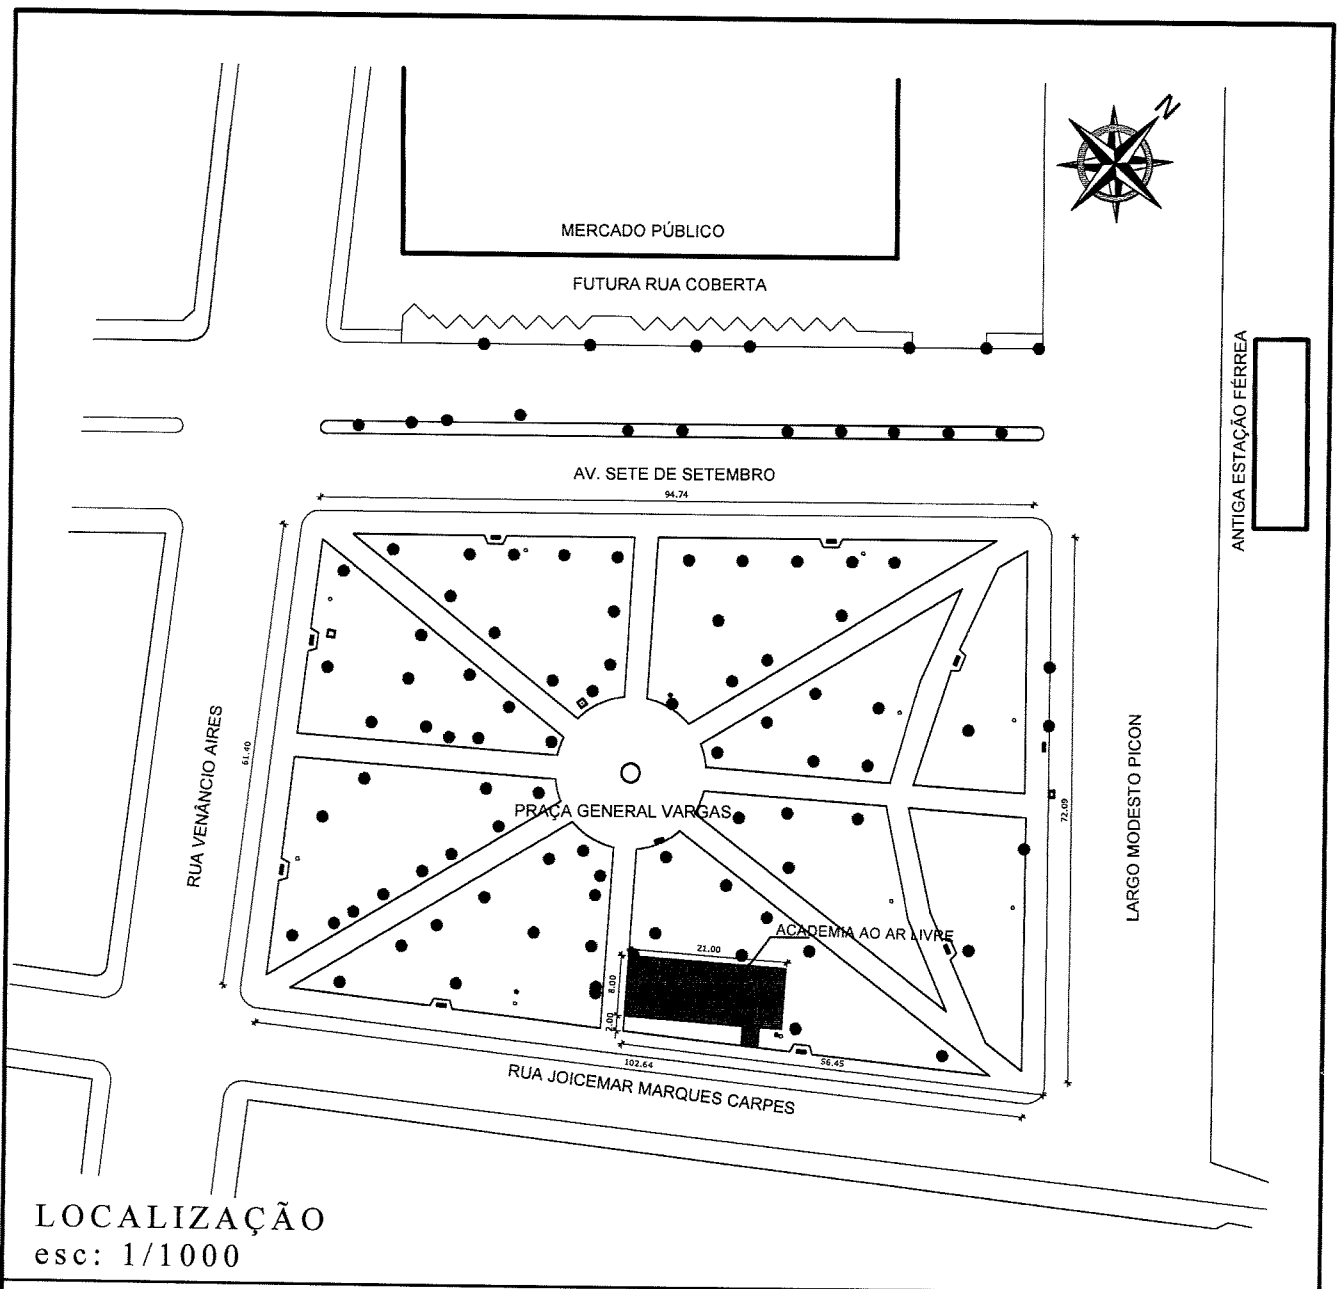 N
MERCADO PÚBLICO
FUTURA RUA COBERTA
ANTIGA ESTAÇÃO FÉRREA
AV. SETE DE SETEMBRO
94.74
RUA VENÂNCIO AIRES
61.40
PRAÇA GENERAL VARGAS
72.09
LARGO MODESTO PICON
ACADEMIA AO AR LIVRE
21.00
8.00
2.00
56.45
102.64
RUA JOICEMAR MARQUES CARPES
LOCALIZAÇÃO
esc: 1/1000